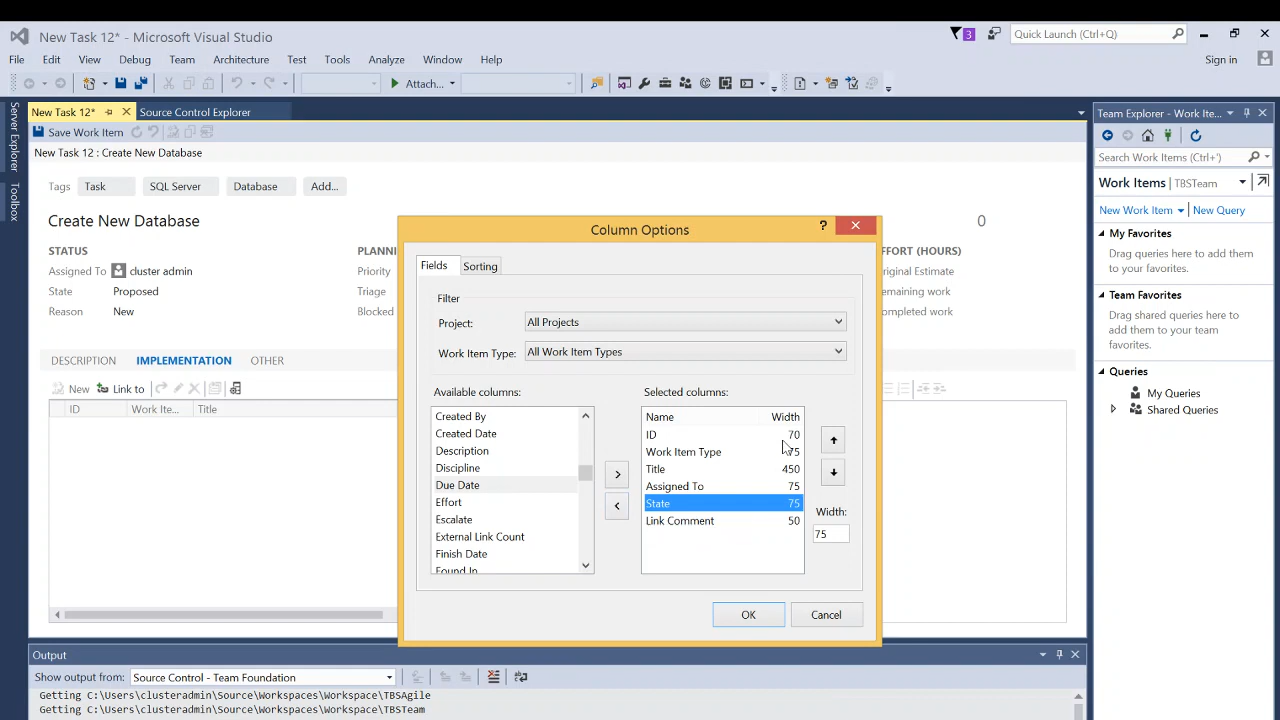 New Task 12* - Microsoft Visual Studio
3
Quick Launch (Ctrl+Q)
File Edit View Debug Team Architecture Test Tools Analyze Window Help
Sign in
Attach...
Server Explorer
Toolbox
New Task 12*
Source Control Explorer
Save Work Item
New Task 12 : Create New Database
Tags Task SQL Server Database Add...
Create New Database
0
STATUS
Assigned To cluster admin
State Proposed
Reason New
PLANNI
Priority
Triage
Blocked
FFORT (HOURS)
riginal Estimate
emaining work
ompleted work
DESCRIPTION IMPLEMENTATION OTHER
New Link to
ID Work Ite... Title
Column Options
?
Fields Sorting
Filter
Project: All Projects
Work Item Type: All Work Item Types
Available columns:
Created By
Created Date
Description
Discipline
Due Date
Effort
Escalate
External Link Count
Finish Date
Found In
>
<
Selected columns:
Name Width
ID 70
Work Item Type 75
Title 450
Assigned To 75
State 75
Link Comment 50
Width:
75
OK Cancel
Team Explorer - Work Ite...
Search Work Items (Ctrl+')
Work Items | TBSTeam
New Work Item | New Query
My Favorites
Drag queries here to add them
to your favorites.
Team Favorites
Drag shared queries here to
add them to your team
favorites.
Queries
My Queries
Shared Queries
Output
Show output from: Source Control - Team Foundation
Getting C:\Users\clusteradmin\Source\Workspaces\Workspace\TBSAgile
Getting C:\Users\clusteradmin\Source\Workspaces\Workspace\TBSTeam